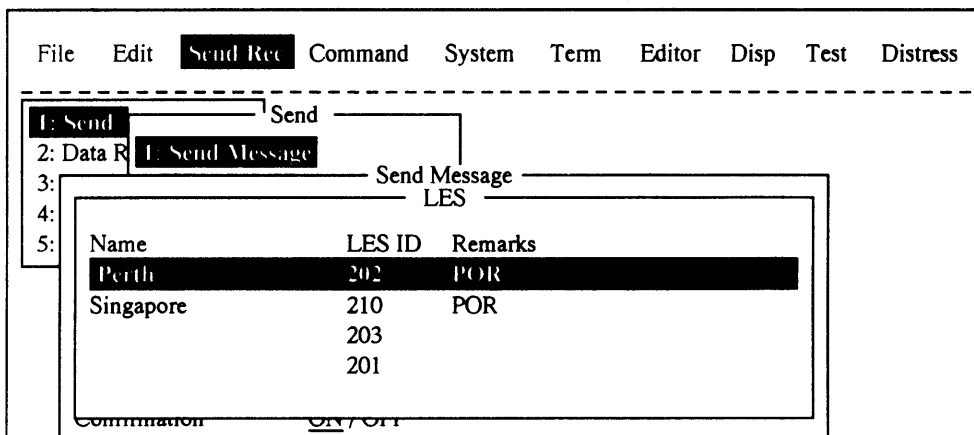 File Edit Send Rec Command System Term Editor Disp Test Distress
Send
1: Send
2: Data R 1: Send Message
3:
Send Message
LES
4:
5:
Name LES ID Remarks
Perth 202 POR
Singapore 210 POR
203
201
Confirmation ON / OFF